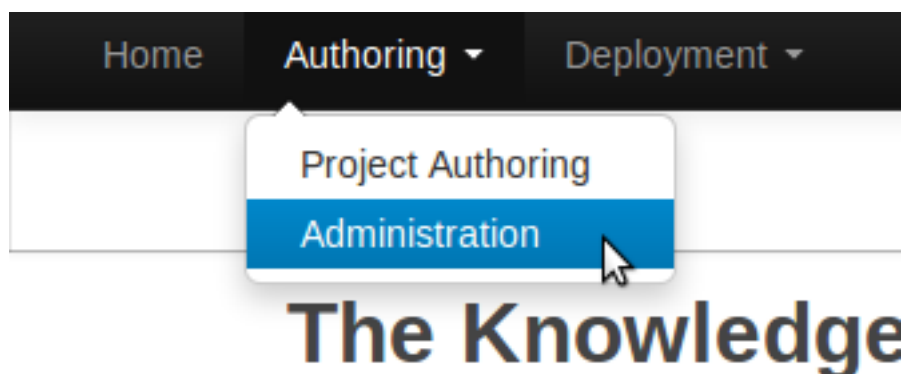 Home Authoring Deployment
Project Authoring
Administration
The Knowledge